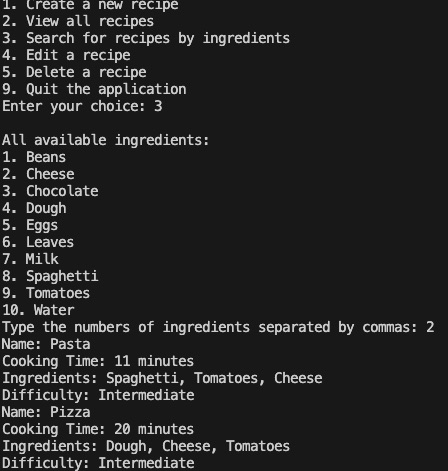 1. Create a new recipe
2. View all recipes
3. Search for recipes by ingredients
4. Edit a recipe
5. Delete a recipe
9. Quit the application
Enter your choice: 3
All available ingredients:
1. Beans
2. Cheese
3. Chocolate
4. Dough
5. Eggs
6. Leaves
7. Milk
8. Spaghetti
9. Tomatoes
10. Water
Type the numbers of ingredients separated by commas: 2
Name: Pasta
Cooking Time: 11 minutes
Ingredients: Spaghetti, Tomatoes, Cheese
Difficulty: Intermediate
Name: Pizza
Cooking Time: 20 minutes
Ingredients: Dough, Cheese, Tomatoes
Difficulty: Intermediate